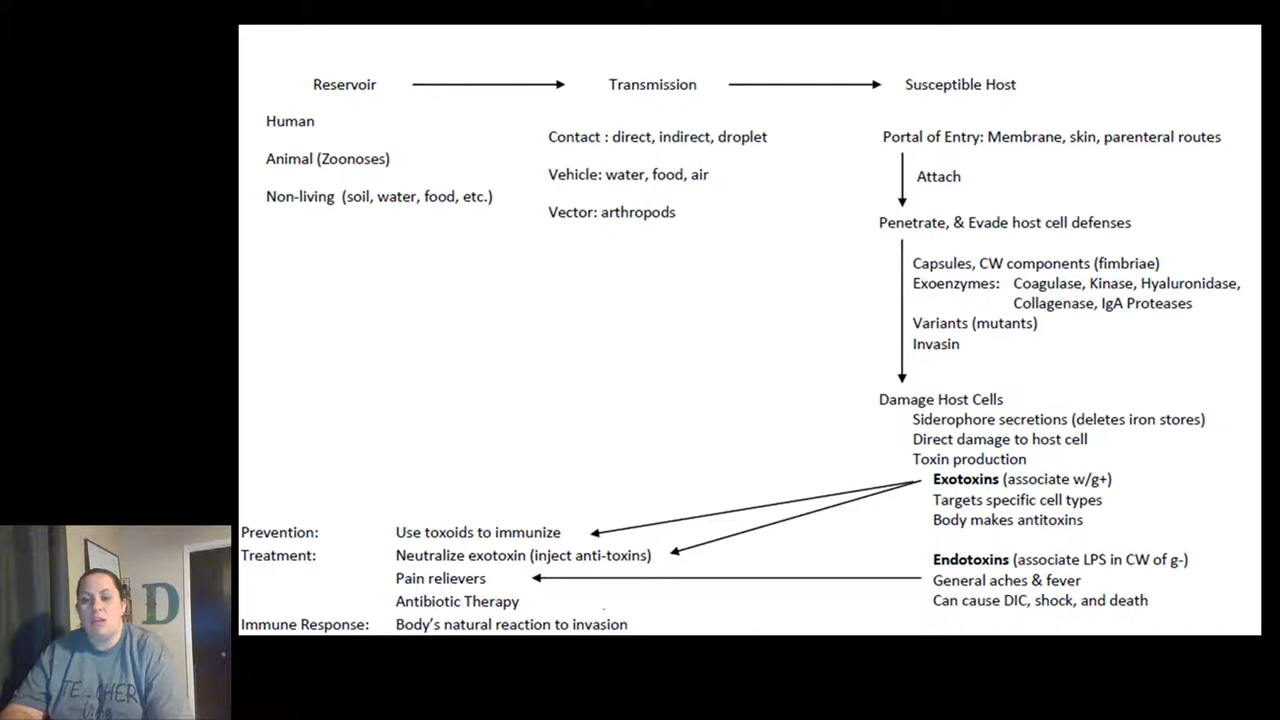 Reservoir
Transmission
Susceptible Host
Human
Animal (Zoonoses)
Non-living (soil, water, food, etc.)
Contact : direct, indirect, droplet
Vehicle: water, food, air
Vector: arthropods
Portal of Entry: Membrane, skin, parenteral routes
Attach
Penetrate, & Evade host cell defenses
Capsules, CW components (fimbriae)
Exoenzymes: Coagulase, Kinase, Hyaluronidase,
Collagenase, IgA Proteases
Variants (mutants)
Invasin
Damage Host Cells
Siderophore secretions (deletes iron stores)
Direct damage to host cell
Toxin production
Exotoxins (associate w/g+)
Targets specific cell types
Body makes antitoxins
Endotoxins (associate LPS in CW of g-)
General aches & fever
Can cause DIC, shock, and death
Prevention: Use toxoids to immunize
Treatment: Neutralize exotoxin (inject anti-toxins)
Pain relievers
Antibiotic Therapy
Immune Response: Body's natural reaction to invasion
D